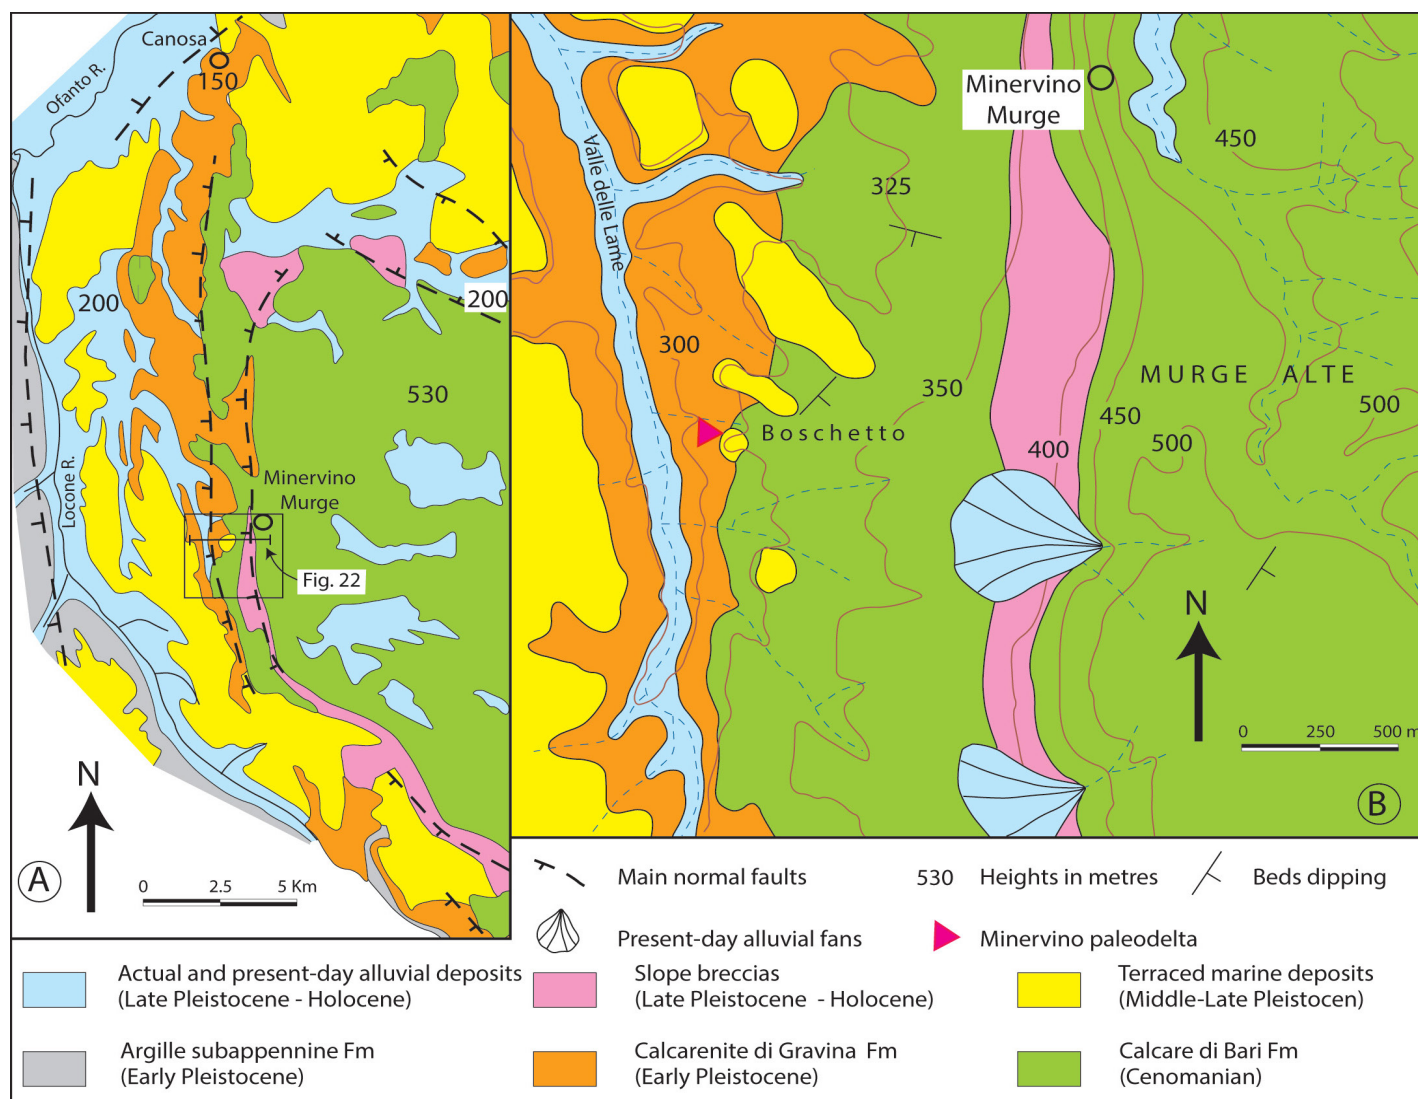 Canosa
150
Ofanto R.
200
200
530
Locone R.
Minervino
Murge
Fig. 22
N
A
0 2.5 5 Km
Valle delle Lame
Minervino
Murge
450
325
300
350
MURGE ALTE
450
500
500
400
Boschetto
N
0 250 500 m
B
Main normal faults
530 Heights in metres
Beds dipping
Present-day alluvial fans
Minervino paleodelta
Actual and present-day alluvial deposits
(Late Pleistocene - Holocene)
Slope breccias
(Late Pleistocene - Holocene)
Terraced marine deposits
(Middle-Late Pleistocen)
Argille subappennine Fm
(Early Pleistocene)
Calcarenite di Gravina Fm
(Early Pleistocene)
Calcare di Bari Fm
(Cenomanian)